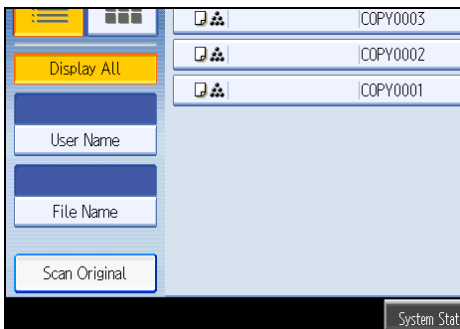 COPY0003
COPY0002
Display All
COPY0001
User Name
File Name
Scan Original
System Stat